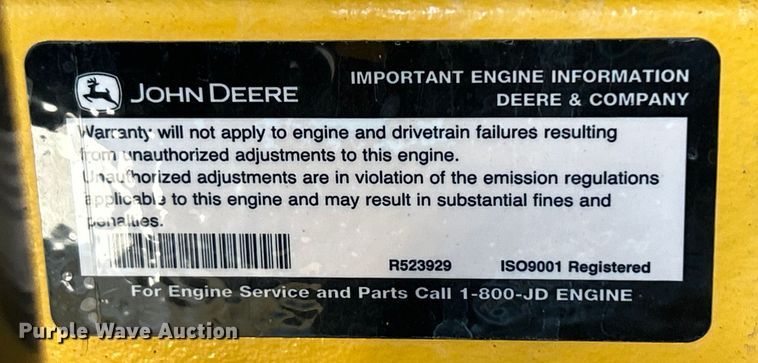 JOHN DEERE
IMPORTANT ENGINE INFORMATION
DEERE & COMPANY
Warranty will not apply to engine and drivetrain failures resulting
from unauthorized adjustments to this engine.
Unauthorized adjustments are in violation of the emission regulations
applicable to this engine and may result in substantial fines and
penalties.
R523929 ISO9001 Registered
For Engine Service and Parts Call 1-800-JD ENGINE
Purple Wave Auction